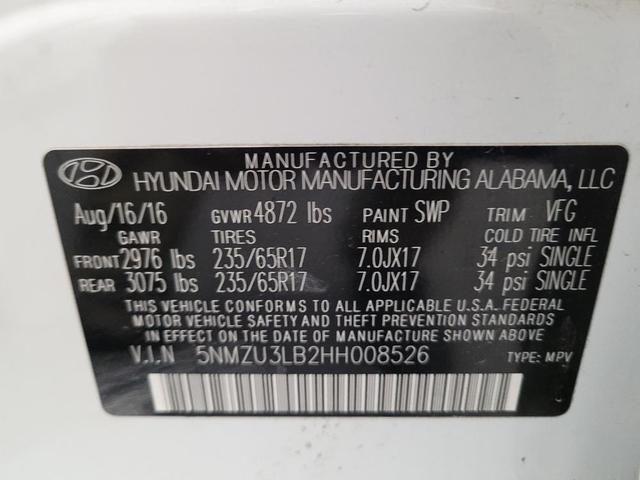 MANUFACTURED BY
HYUNDAI MOTOR MANUFACTURING ALABAMA, LLC
Aug/16/16 GVWR 4872 lbs PAINT SWP TRIM VFG
GAWR TIRES RIMS COLD TIRE INFL
FRONT 2976 lbs 235/65R17 7.0JX17 34 psi SINGLE
REAR 3075 lbs 235/65R17 7.0JX17 34 psi SINGLE
THIS VEHICLE CONFORMS TO ALL APPLICABLE U.S.A. FEDERAL
MOTOR VEHICLE SAFETY AND THEFT PREVENTION STANDARDS
IN EFFECT ON THE DATE OF MANUFACTURE SHOWN ABOVE
V.I.N 5NMZU3LB2HH008526 TYPE: MPV